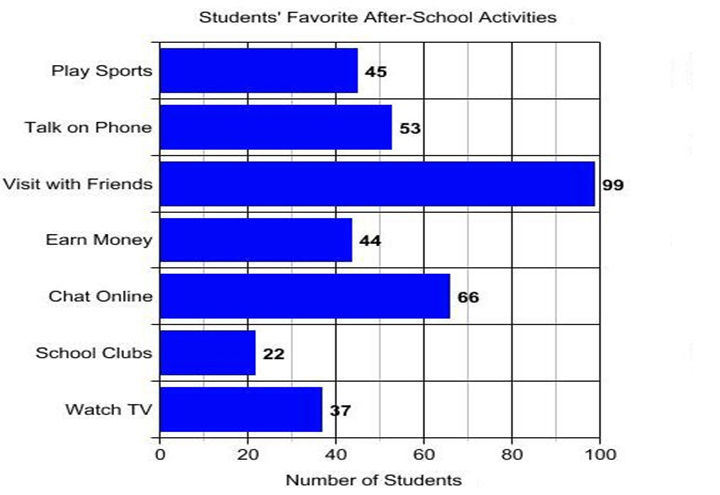 Students' Favorite After-School Activities
Play Sports 45
Talk on Phone 53
Visit with Friends 99
Earn Money 44
Chat Online 66
School Clubs 22
Watch TV 37
0 20 40 60 80 100
Number of Students